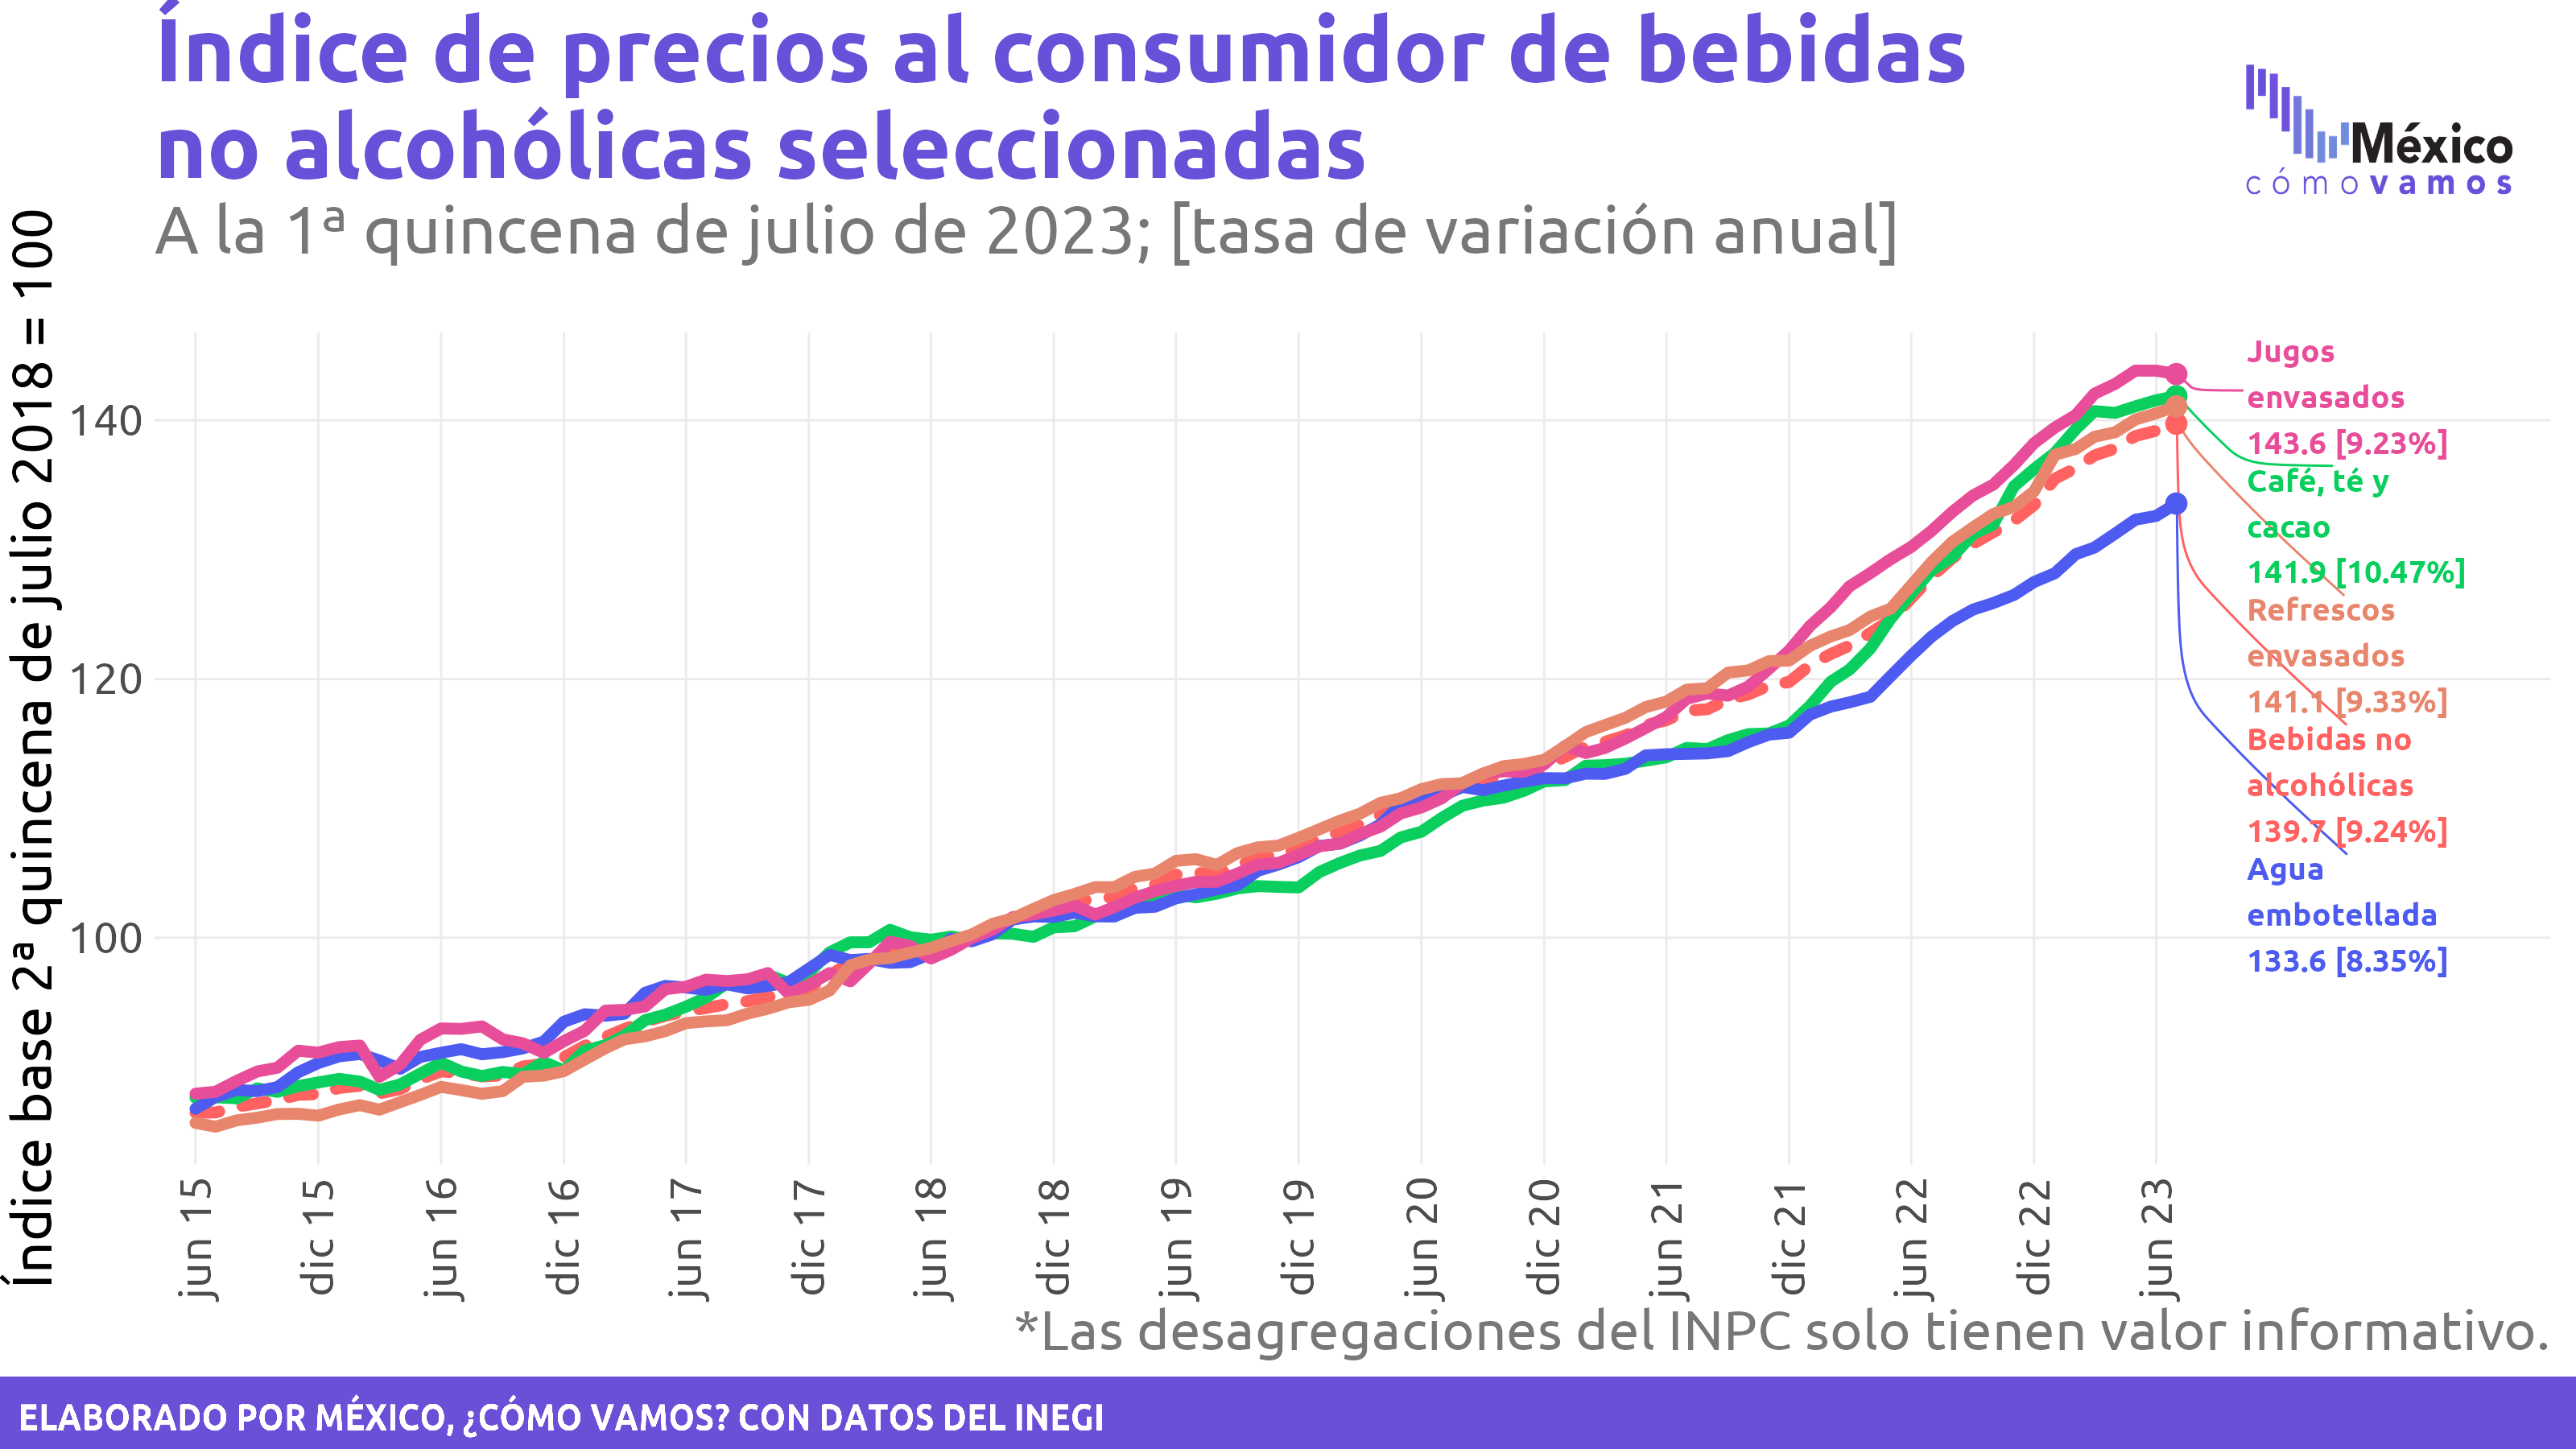 Índice de precios al consumidor de bebidas
no alcohólicas seleccionadas
A la 1ª quincena de julio de 2023; [tasa de variación anual]
México
cómo vamos
Índice base 2ª quincena de julio 2018 = 100
140
120
100
Jugos
envasados
143.6 [9.23%]
Café, té y
cacao
141.9 [10.47%]
Refrescos
envasados
141.1 [9.33%]
Bebidas no
alcohólicas
139.7 [9.24%]
Agua
embotellada
133.6 [8.35%]
jun 15
dic 15
jun 16
dic 16
jun 17
dic 17
jun 18
dic 18
jun 19
dic 19
jun 20
dic 20
jun 21
dic 21
jun 22
dic 22
jun 23
*Las desagregaciones del INPC solo tienen valor informativo.
ELABORADO POR MÉXICO, ¿CÓMO VAMOS? CON DATOS DEL INEGI